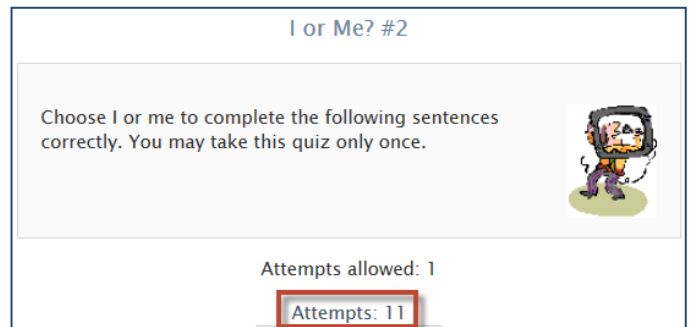 I or Me? #2
Choose I or me to complete the following sentences
correctly. You may take this quiz only once.
Attempts allowed: 1
Attempts: 11